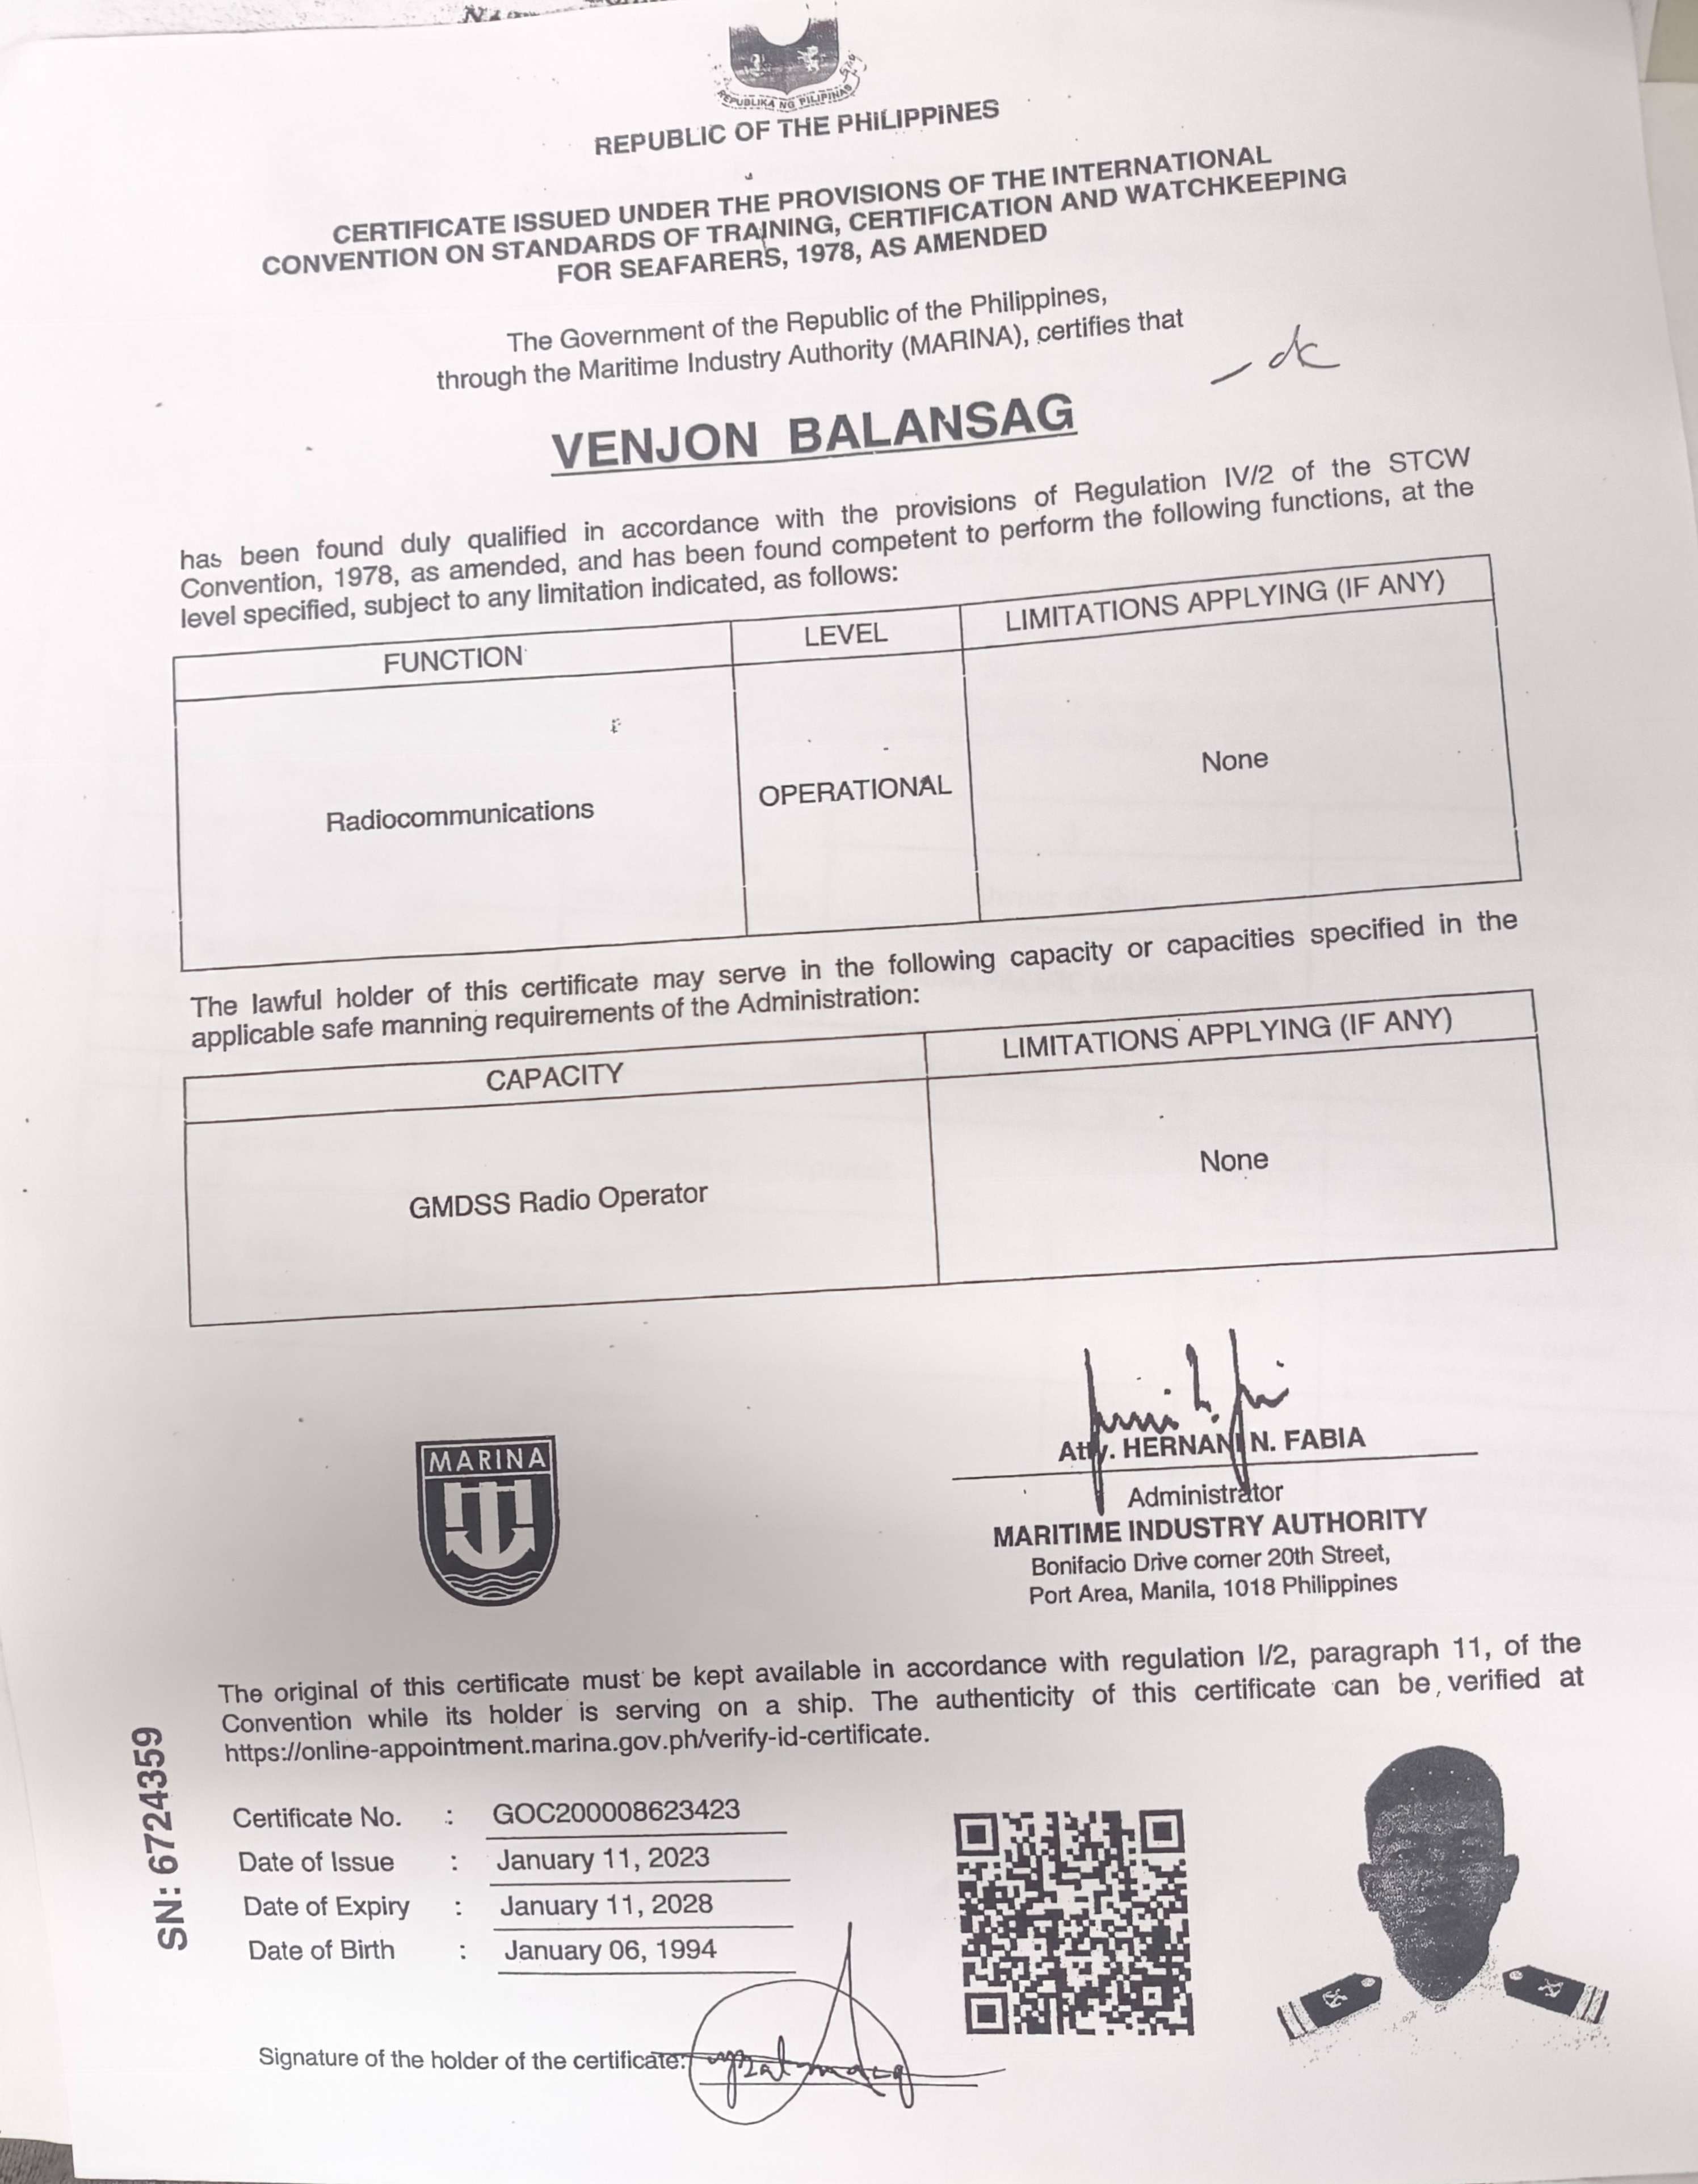 REPUBLIKA NG PILIPINAS
REPUBLIC OF THE PHILIPPINES
CERTIFICATE ISSUED UNDER THE PROVISIONS OF THE INTERNATIONAL
CONVENTION ON STANDARDS OF TRAINING, CERTIFICATION AND WATCHKEEPING
FOR SEAFARERS, 1978, AS AMENDED
The Government of the Republic of the Philippines,
through the Maritime Industry Authority (MARINA), certifies that
VENJON BALANSAG
has been found duly qualified in accordance with the provisions of Regulation IV/2 of the STCW
Convention, 1978, as amended, and has been found competent to perform the following functions, at the
level specified, subject to any limitation indicated, as follows:
FUNCTION LEVEL LIMITATIONS APPLYING (IF ANY)
Radiocommunications OPERATIONAL None
The lawful holder of this certificate may serve in the following capacity or capacities specified in the
applicable safe manning requirements of the Administration:
CAPACITY LIMITATIONS APPLYING (IF ANY)
GMDSS Radio Operator None
MARINA
Atty. HERNANI N. FABIA
Administrator
MARITIME INDUSTRY AUTHORITY
Bonifacio Drive corner 20th Street,
Port Area, Manila, 1018 Philippines
The original of this certificate must be kept available in accordance with regulation I/2, paragraph 11, of the
Convention while its holder is serving on a ship. The authenticity of this certificate can be verified at
https://online-appointment.marina.gov.ph/verify-id-certificate.
SN: 6724359
Certificate No. : GOC200008623423
Date of Issue : January 11, 2023
Date of Expiry : January 11, 2028
Date of Birth : January 06, 1994
Signature of the holder of the certificate: